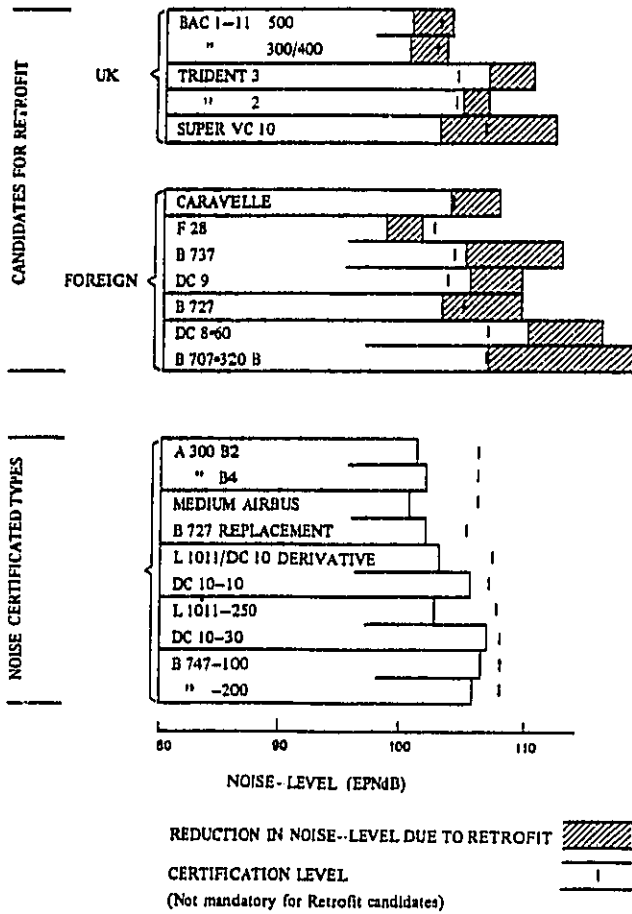 CANDIDATES FOR RETROFIT
UK
BAC 1–11 500
" 300/400
TRIDENT 3
" 2
SUPER VC 10
FOREIGN
CARAVELLE
F 28
B 737
DC 9
B 727
DC 8-60
B 707-320 B
NOISE CERTIFICATED TYPES
A 300 B2
" B4
MEDIUM AIRBUS
B 727 REPLACEMENT
L 1011/DC 10 DERIVATIVE
DC 10–10
L 1011–250
DC 10–30
B 747–100
" –200
80 90 100 110
NOISE-LEVEL (EPNdB)
REDUCTION IN NOISE--LEVEL DUE TO RETROFIT
CERTIFICATION LEVEL
(Not mandatory for Retrofit candidates)